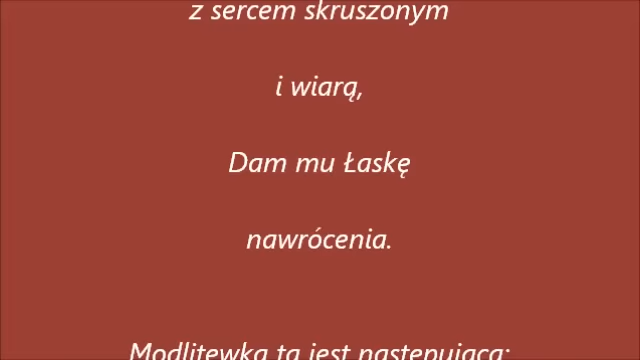 z sercem skruszonym
i wiarą,
Dam mu Łaskę
nawrócenia.
Modlitewka ta jest następująca: